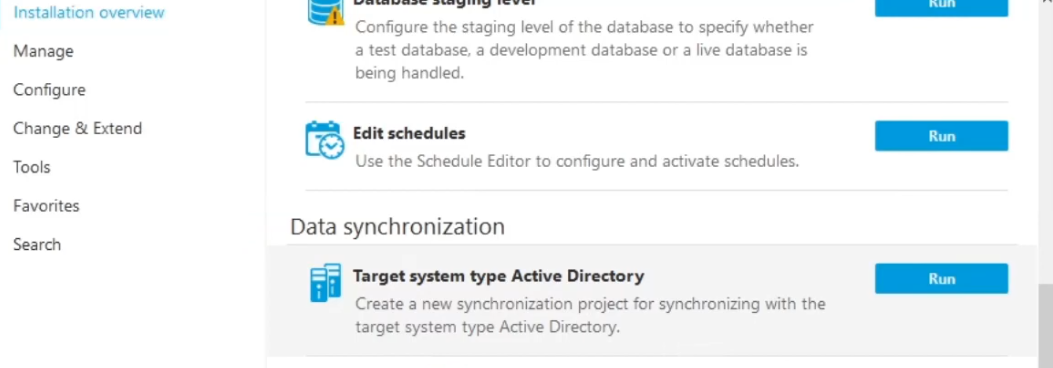 Installation overview
Manage
Configure
Change & Extend
Tools
Favorites
Search
Database staging level
Run
Configure the staging level of the database to specify whether
a test database, a development database or a live database is
being handled.
Edit schedules
Run
Use the Schedule Editor to configure and activate schedules.
Data synchronization
Target system type Active Directory
Run
Create a new synchronization project for synchronizing with the
target system type Active Directory.